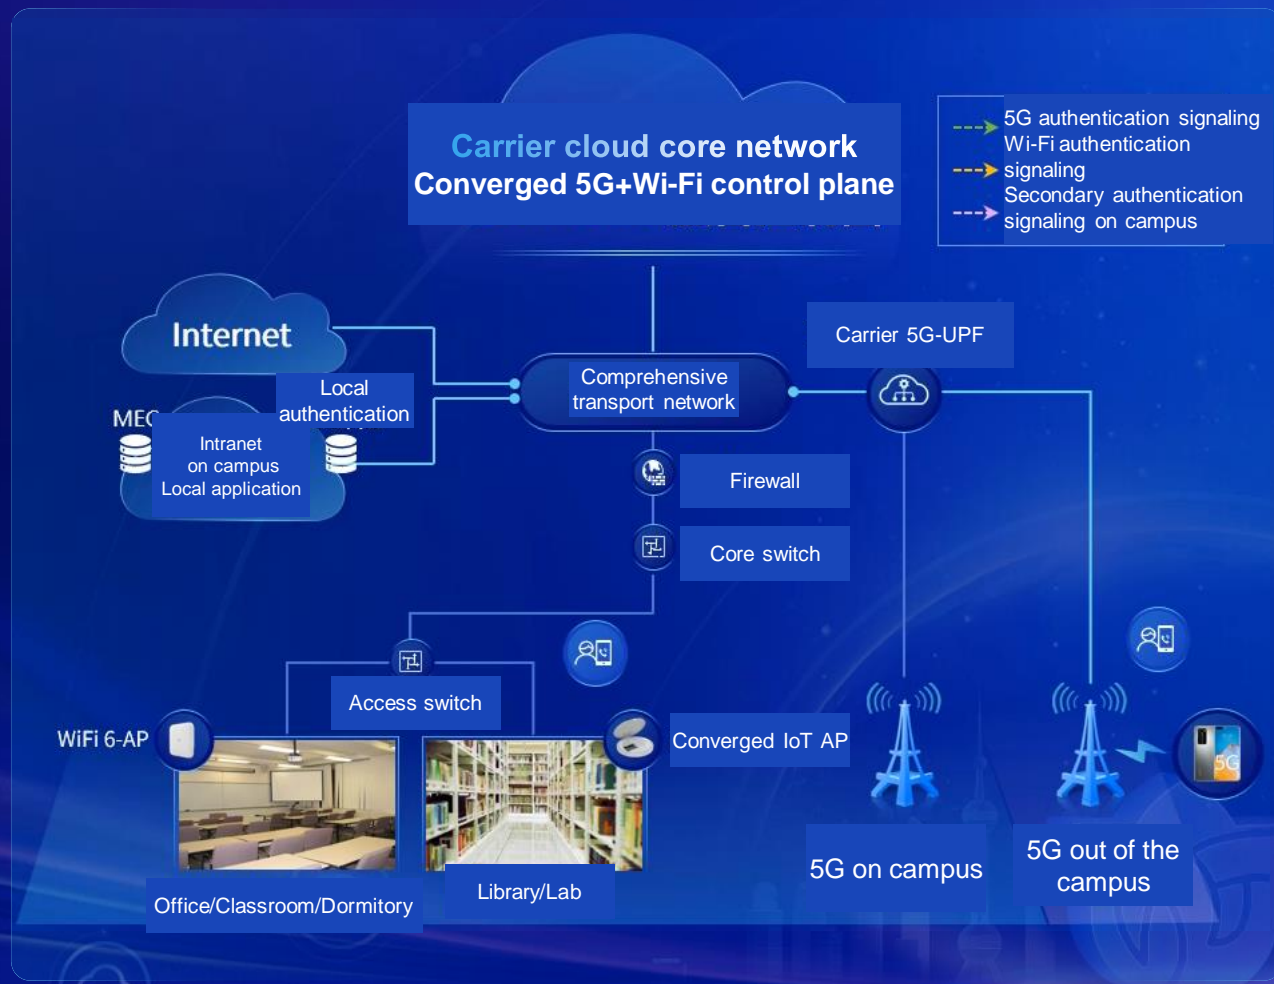 Carrier cloud core network
Converged 5G+Wi-Fi control plane
5G authentication signaling
Wi-Fi authentication
signaling
Secondary authentication
signaling on campus
Internet
Carrier 5G-UPF
Comprehensive
transport network
Local
authentication
MEC
Intranet
on campus
Local application
Firewall
Core switch
Access switch
WiFi 6-AP
Converged IoT AP
5G
5G on campus
5G out of the
campus
Library/Lab
Office/Classroom/Dormitory